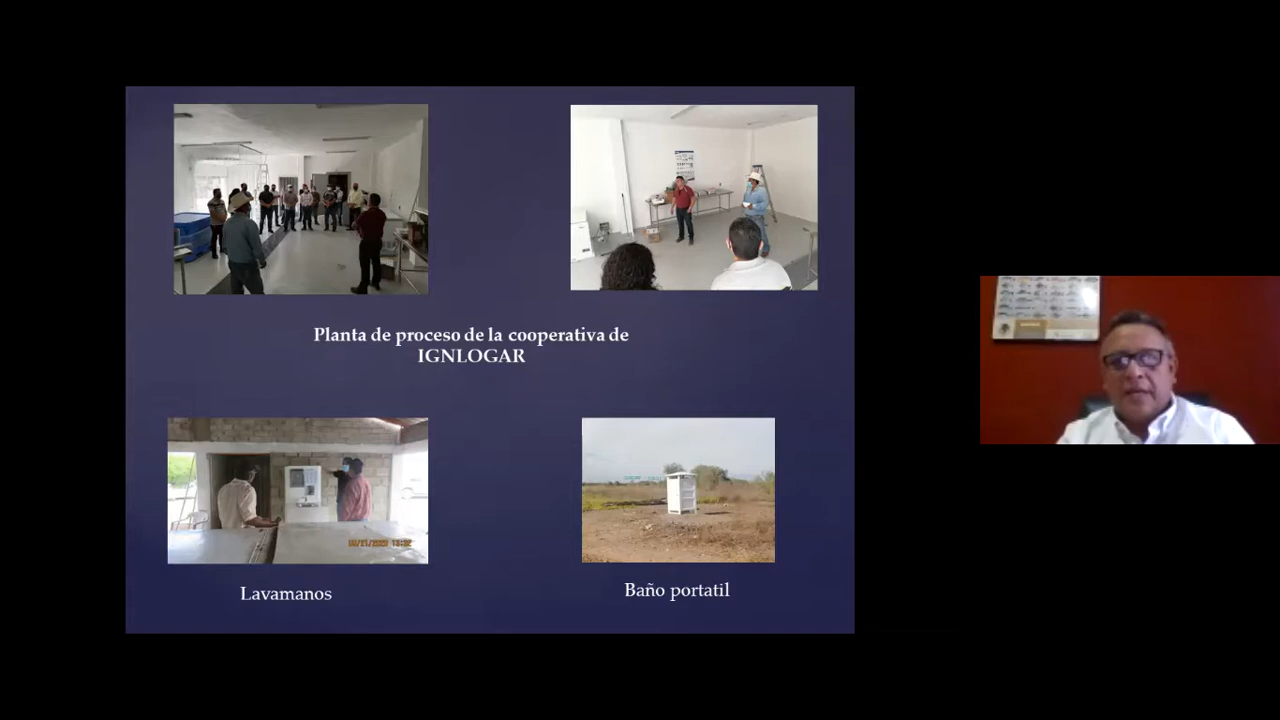 Planta de proceso de la cooperativa de
IGNLOGAR
Lavamanos
Baño portatil